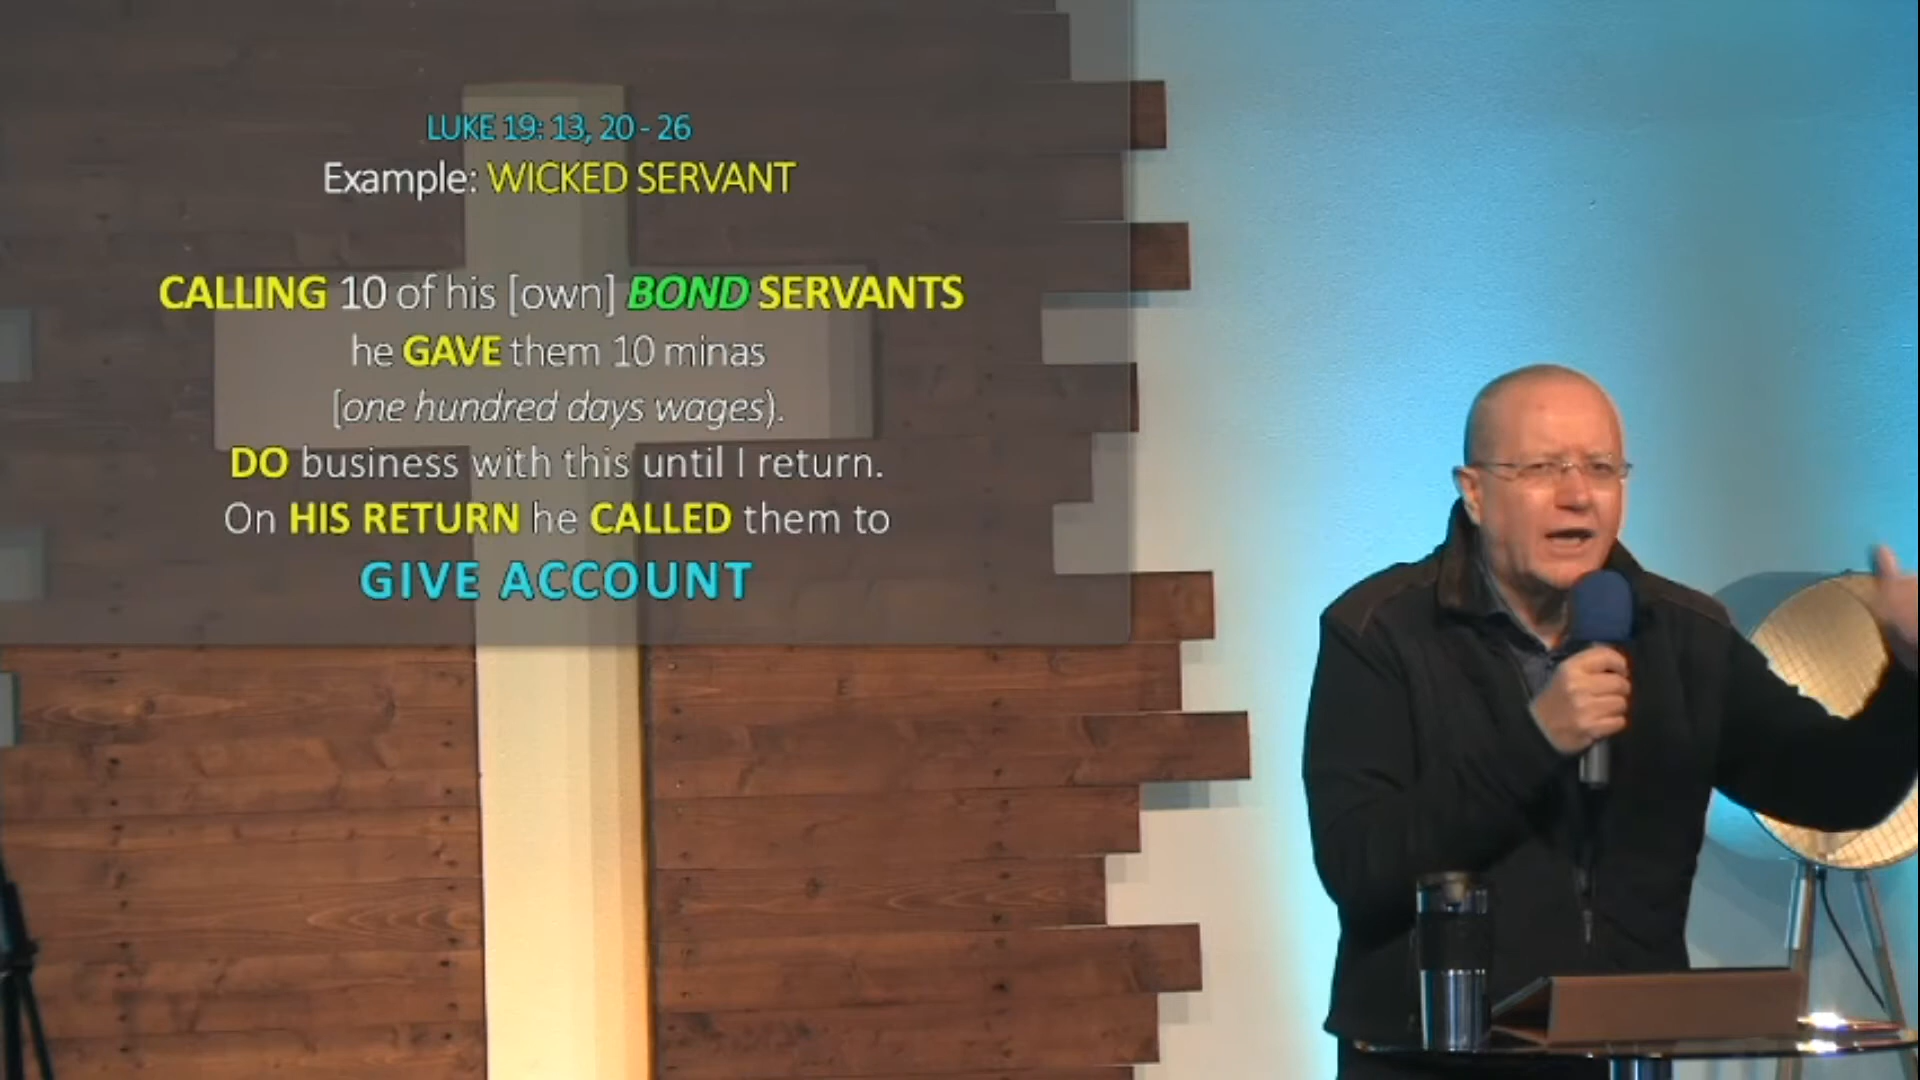 LUKE 19: 13, 20 - 26
Example: WICKED SERVANT
CALLING 10 of his [own] BOND SERVANTS
he GAVE them 10 minas
[one hundred days wages).
DO business with this until I return.
On HIS RETURN he CALLED them to
GIVE ACCOUNT